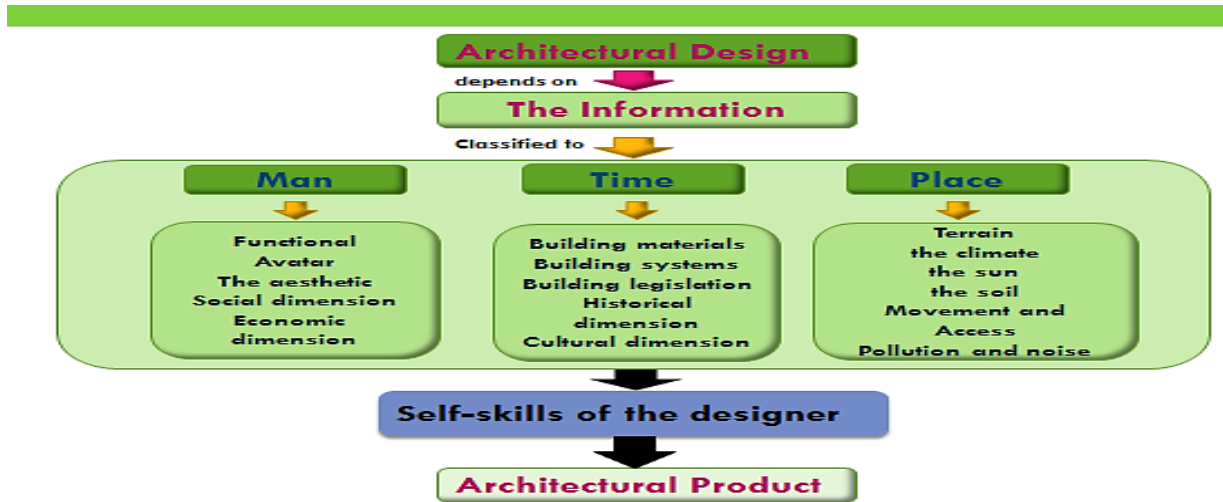 Architectural Design
depends on
The Information
Classified to
Man
Time
Place
Functional
Avatar
The aesthetic
Social dimension
Economic
dimension
Building materials
Building systems
Building legislation
Historical
dimension
Cultural dimension
Terrain
the climate
the sun
the soil
Movement and
Access
Pollution and noise
Self-skills of the designer
Architectural Product